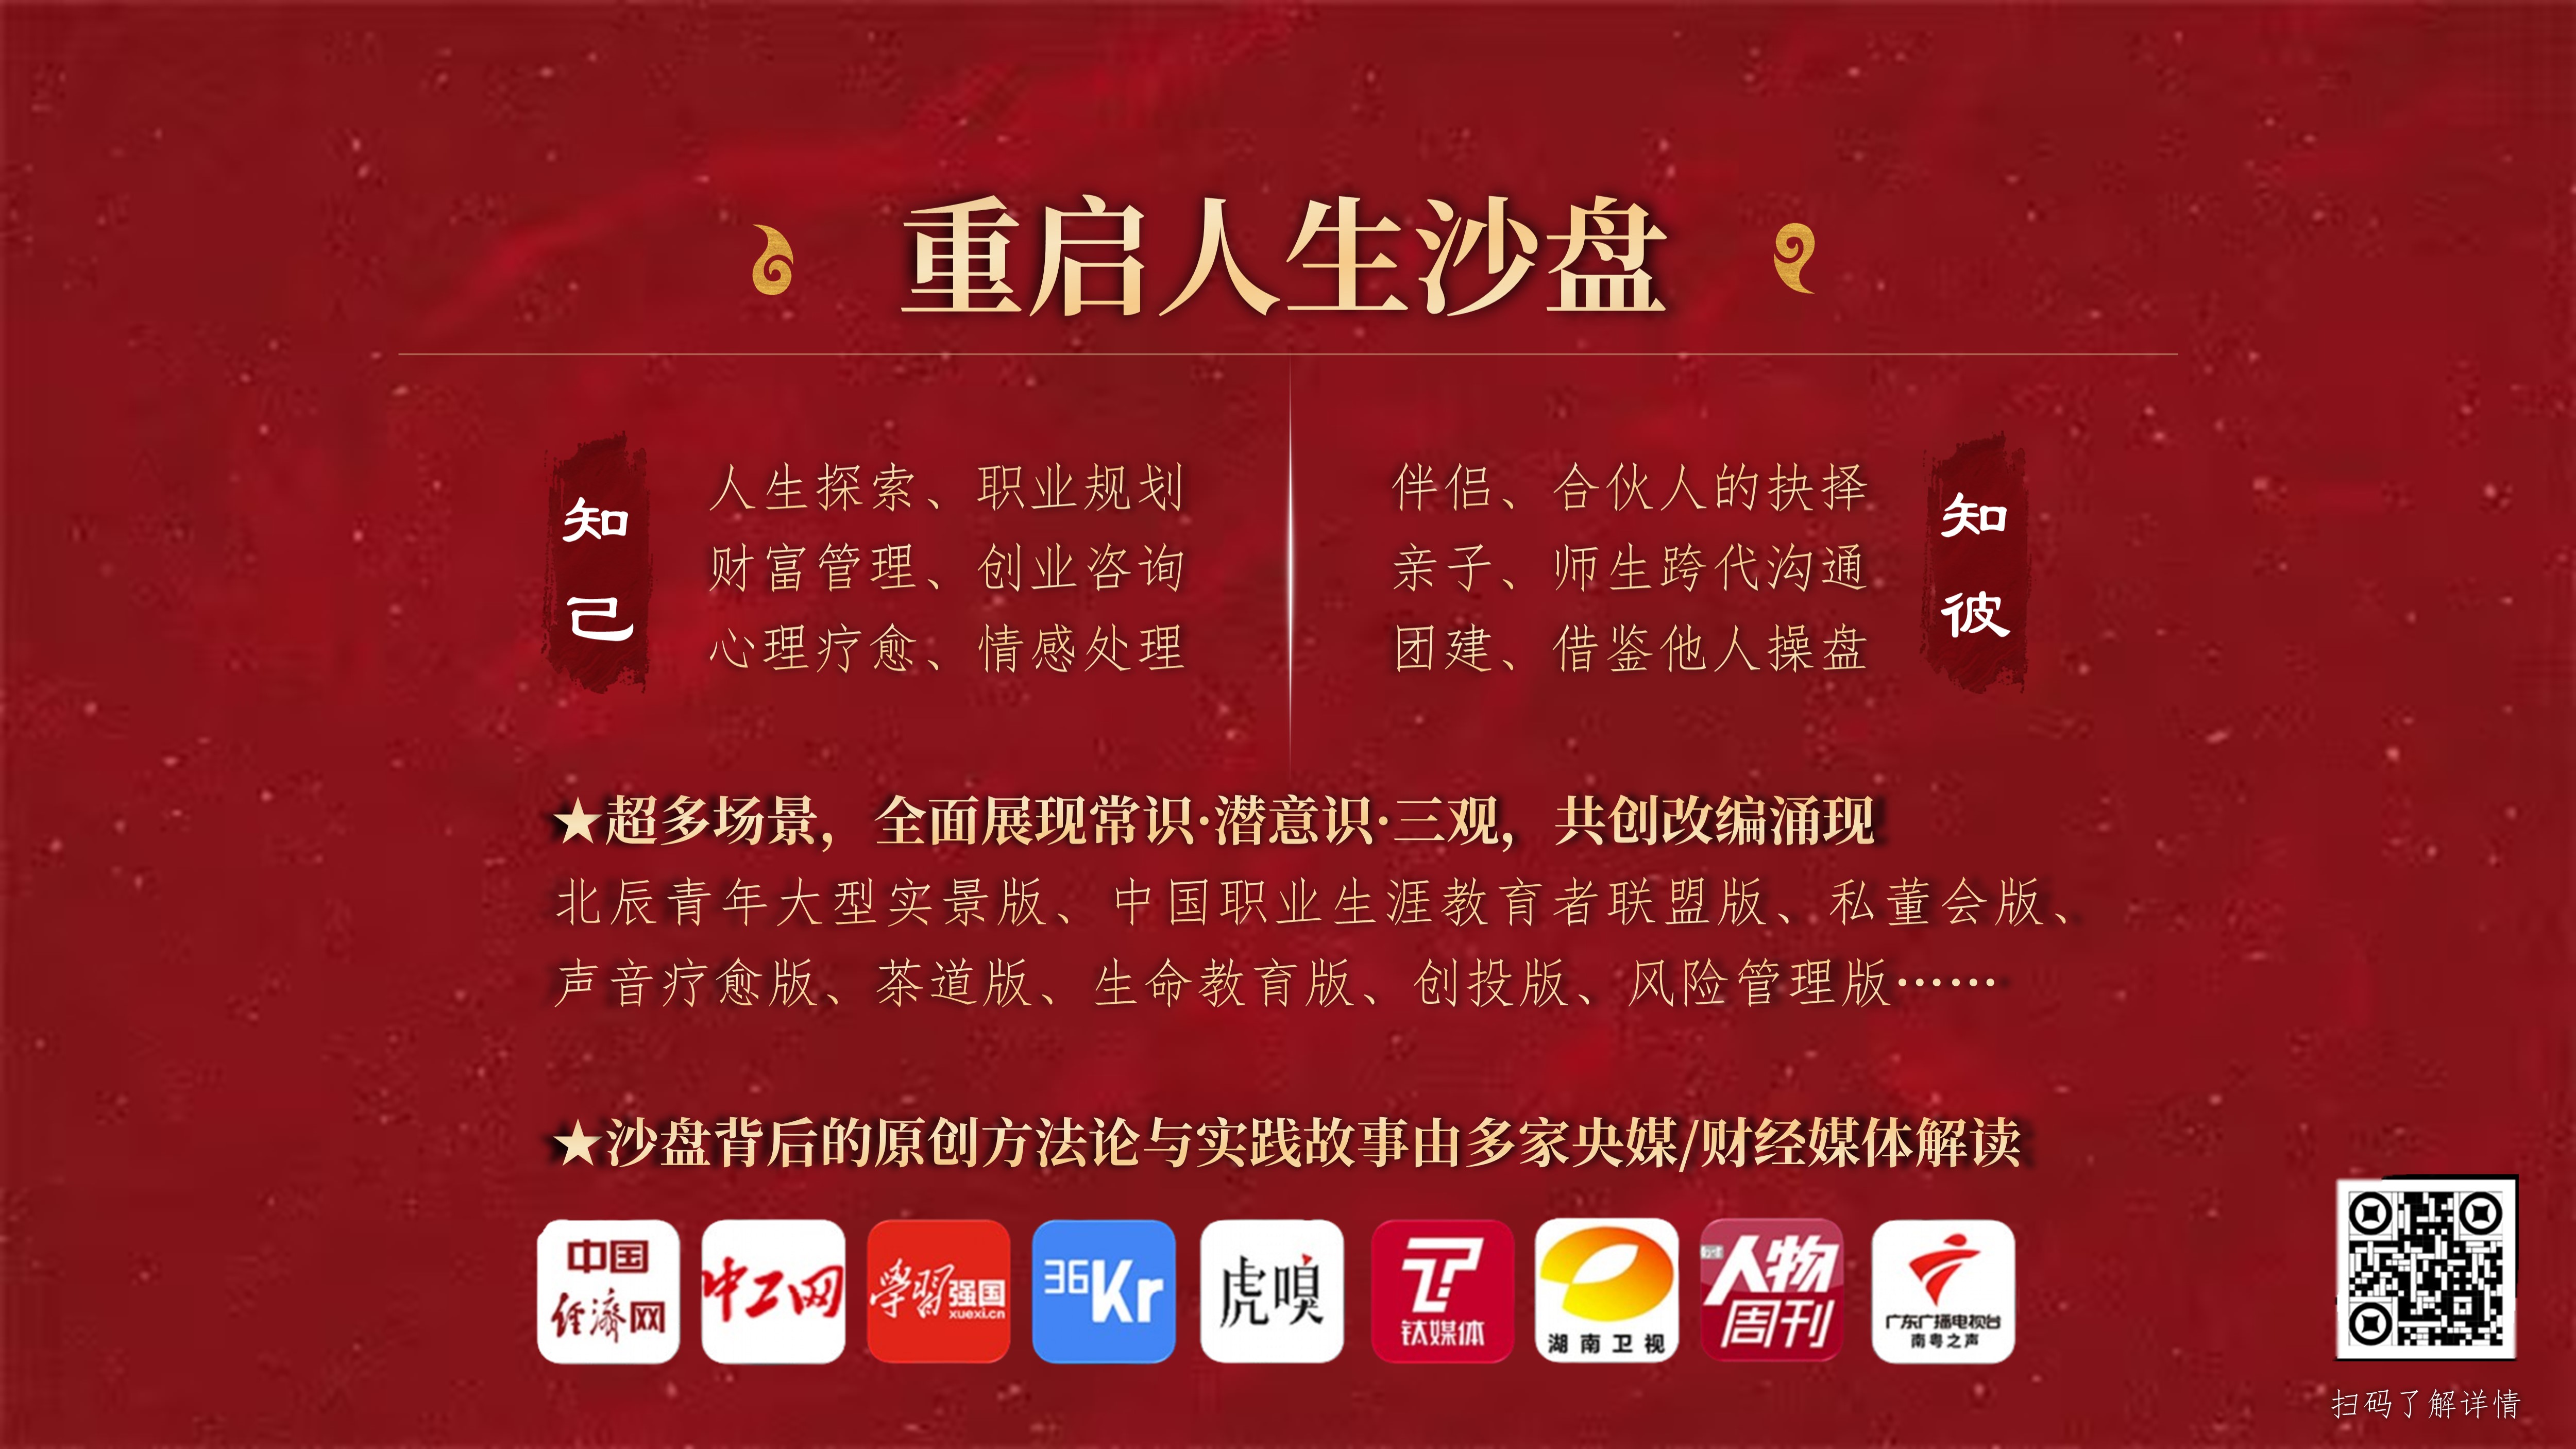 重启人生沙盘
知己
人生探索、职业规划
财富管理、创业咨询
心理疗愈、情感处理
伴侣、合伙人的抉择
亲子、师生跨代沟通
团建、借鉴他人操盘
知彼
★超多场景，全面展现常识·潜意识·三观，共创改编涌现
北辰青年大型实景版、中国职业生涯教育者联盟版、私董会版、
声音疗愈版、茶道版、生命教育版、创投版、风险管理版……
★沙盘背后的原创方法论与实践故事由多家央媒/财经媒体解读
中国
经济网
中工网
学习强国
xuexi.cn
36Kr
虎嗅
钛媒体
湖南卫视
人物
周刊
广东广播电视台
南粤之声
扫码了解详情